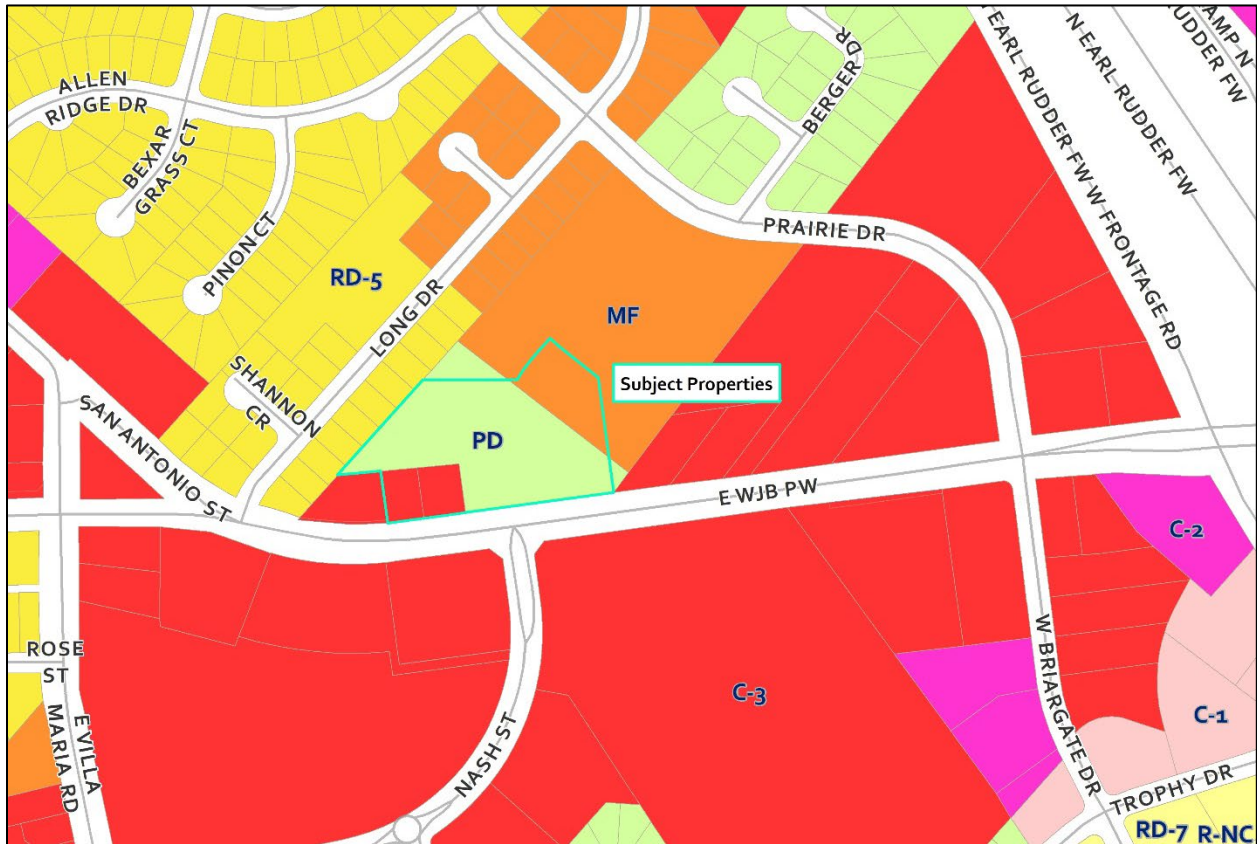 ALLEN
RIDGE DR
BEXAR
GRASS CT
PINON CT
BERGER DR
EARL RUDDER FW W FRONTAGE RD
N EARL RUDDER FW
AMP N
RUDDER FW
PRAIRIE DR
RD-5
LONG DR
MF
SHANNON
CR
Subject Properties
SAN ANTONIO ST
PD
E WJB PW
C-2
ROSE
ST
E VILLA
MARIA RD
NASH ST
C-3
W BRIARGATE DR
C-1
TROPHY DR
RD-7
R-NC